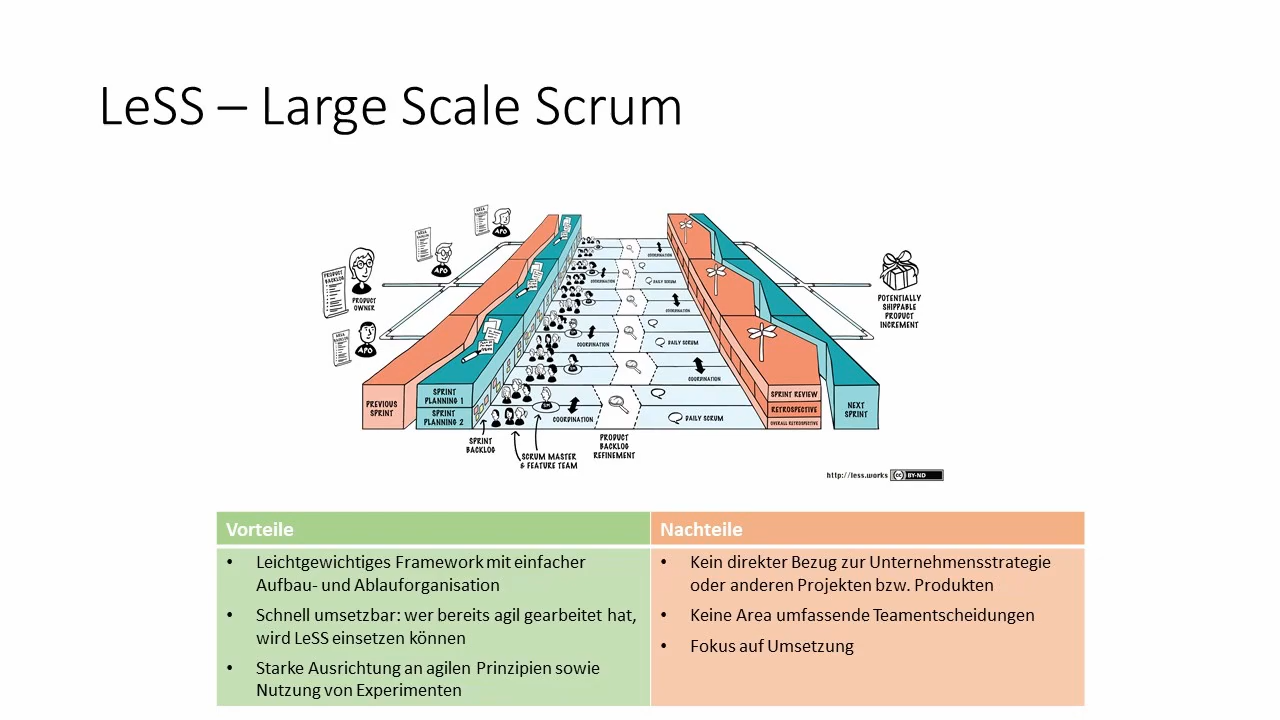 LeSS – Large Scale Scrum
APO
APO
PRODUCT
BACKLOG
PRODUCT
OWNER
APO
POTENTIALLY
SHIPPABLE
PRODUCT
INCREMENT
COORDINATION
COORDINATION
DAILY SCRUM
COORDINATION
COORDINATION
DAILY SCRUM
COORDINATION
PREVIOUS
SPRINT
SPRINT
PLANNING 1
SPRINT
PLANNING 2
COORDINATION
DAILY SCRUM
SPRINT REVIEW
RETROSPECTIVE
OVERALL RETROSPECTIVE
NEXT
SPRINT
SPRINT
BACKLOG
SCRUM MASTER
& FEATURE TEAM
PRODUCT
BACKLOG
REFINEMENT
http://less.works cc BY-ND
Vorteile
• Leichtgewichtiges Framework mit einfacher
Aufbau- und Ablauforganisation
• Schnell umsetzbar: wer bereits agil gearbeitet hat,
wird LeSS einsetzen können
• Starke Ausrichtung an agilen Prinzipien sowie
Nutzung von Experimenten
Nachteile
• Kein direkter Bezug zur Unternehmensstrategie
oder anderen Projekten bzw. Produkten
• Keine Area umfassende Teamentscheidungen
• Fokus auf Umsetzung